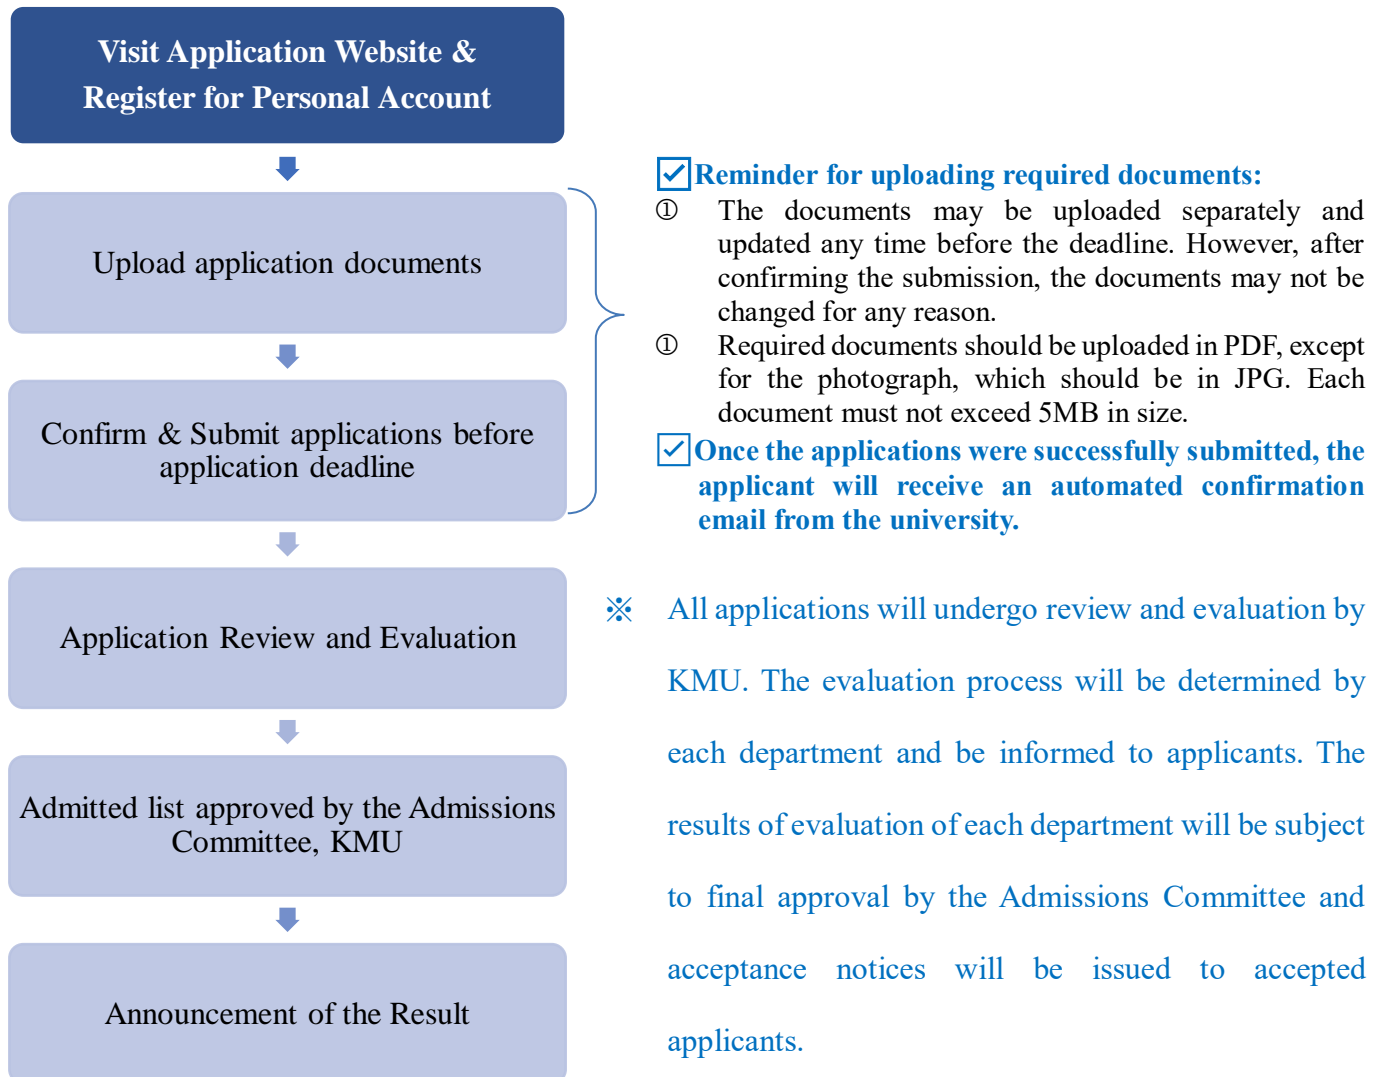 Visit Application Website &
Register for Personal Account
Upload application documents
Confirm & Submit applications before
application deadline
Application Review and Evaluation
Admitted list approved by the Admissions
Committee, KMU
Announcement of the Result
☑Reminder for uploading required documents:
① The documents may be uploaded separately and
updated any time before the deadline. However, after
confirming the submission, the documents may not be
changed for any reason.
① Required documents should be uploaded in PDF, except
for the photograph, which should be in JPG. Each
document must not exceed 5MB in size.
☑Once the applications were successfully submitted, the
applicant will receive an automated confirmation
email from the university.
※ All applications will undergo review and evaluation by
KMU. The evaluation process will be determined by
each department and be informed to applicants. The
results of evaluation of each department will be subject
to final approval by the Admissions Committee and
acceptance notices will be issued to accepted
applicants.